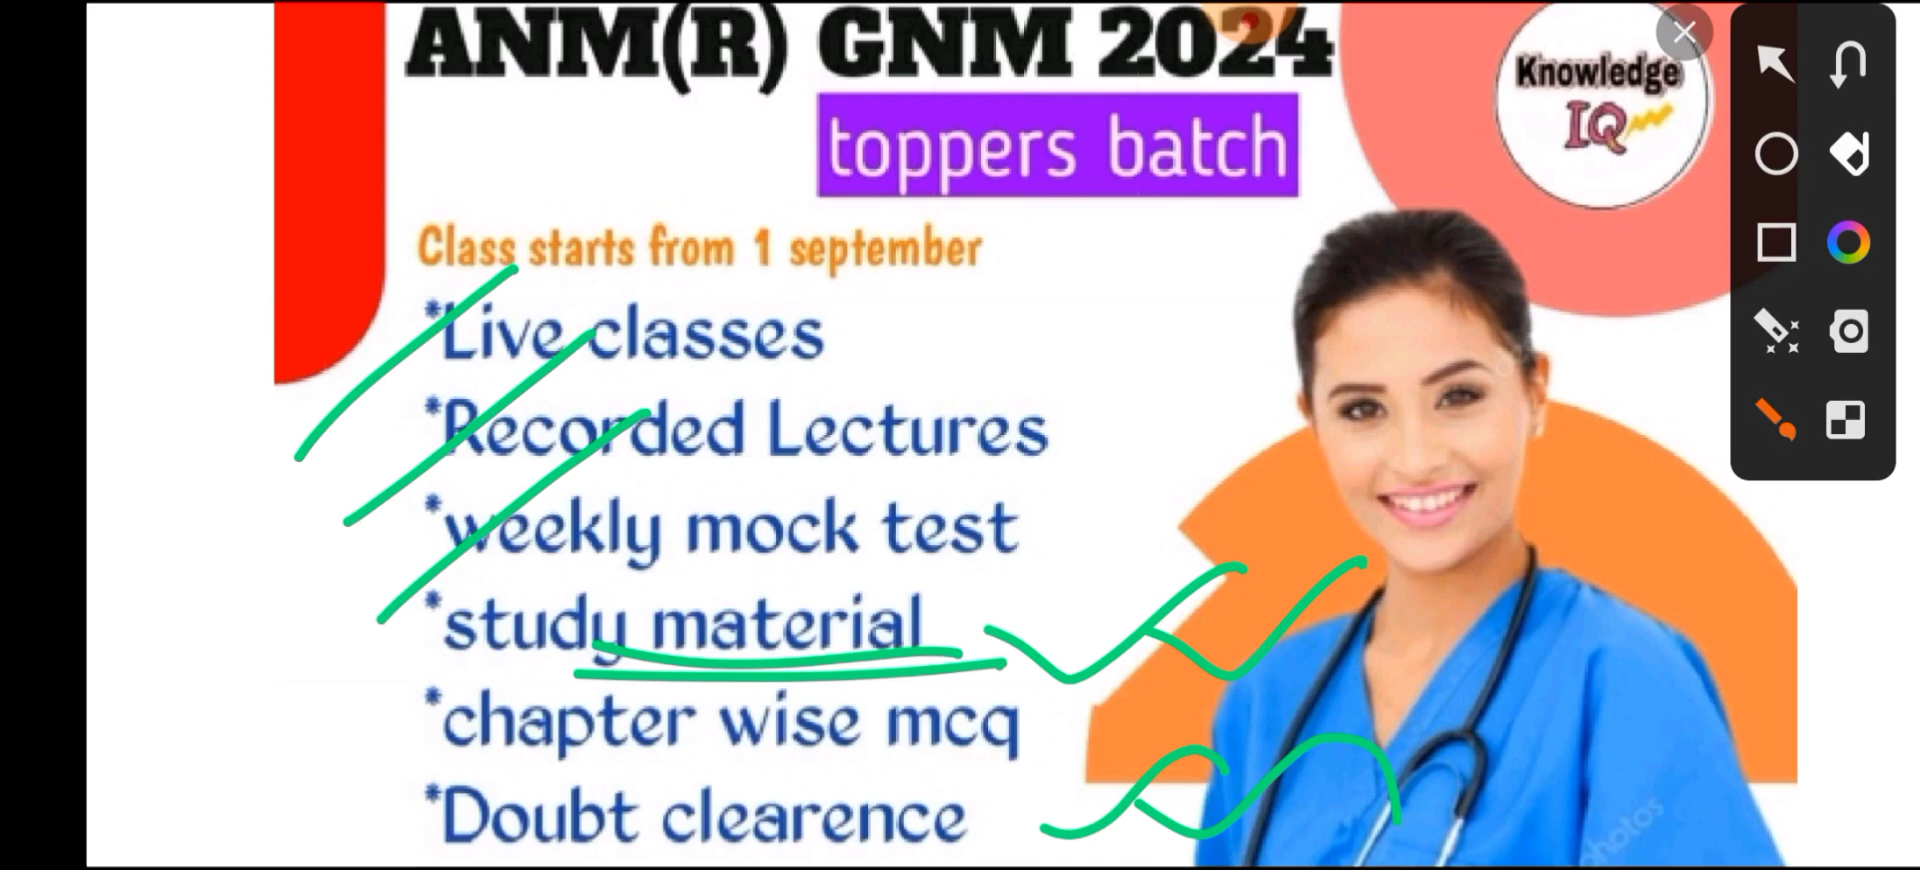 ANM(R) GNM 2024
toppers batch
Knowledge
IQ
Class starts from 1 september
*Live classes
*Recorded Lectures
*weekly mock test
*study material
*chapter wise mcq
*Doubt clearence
photos